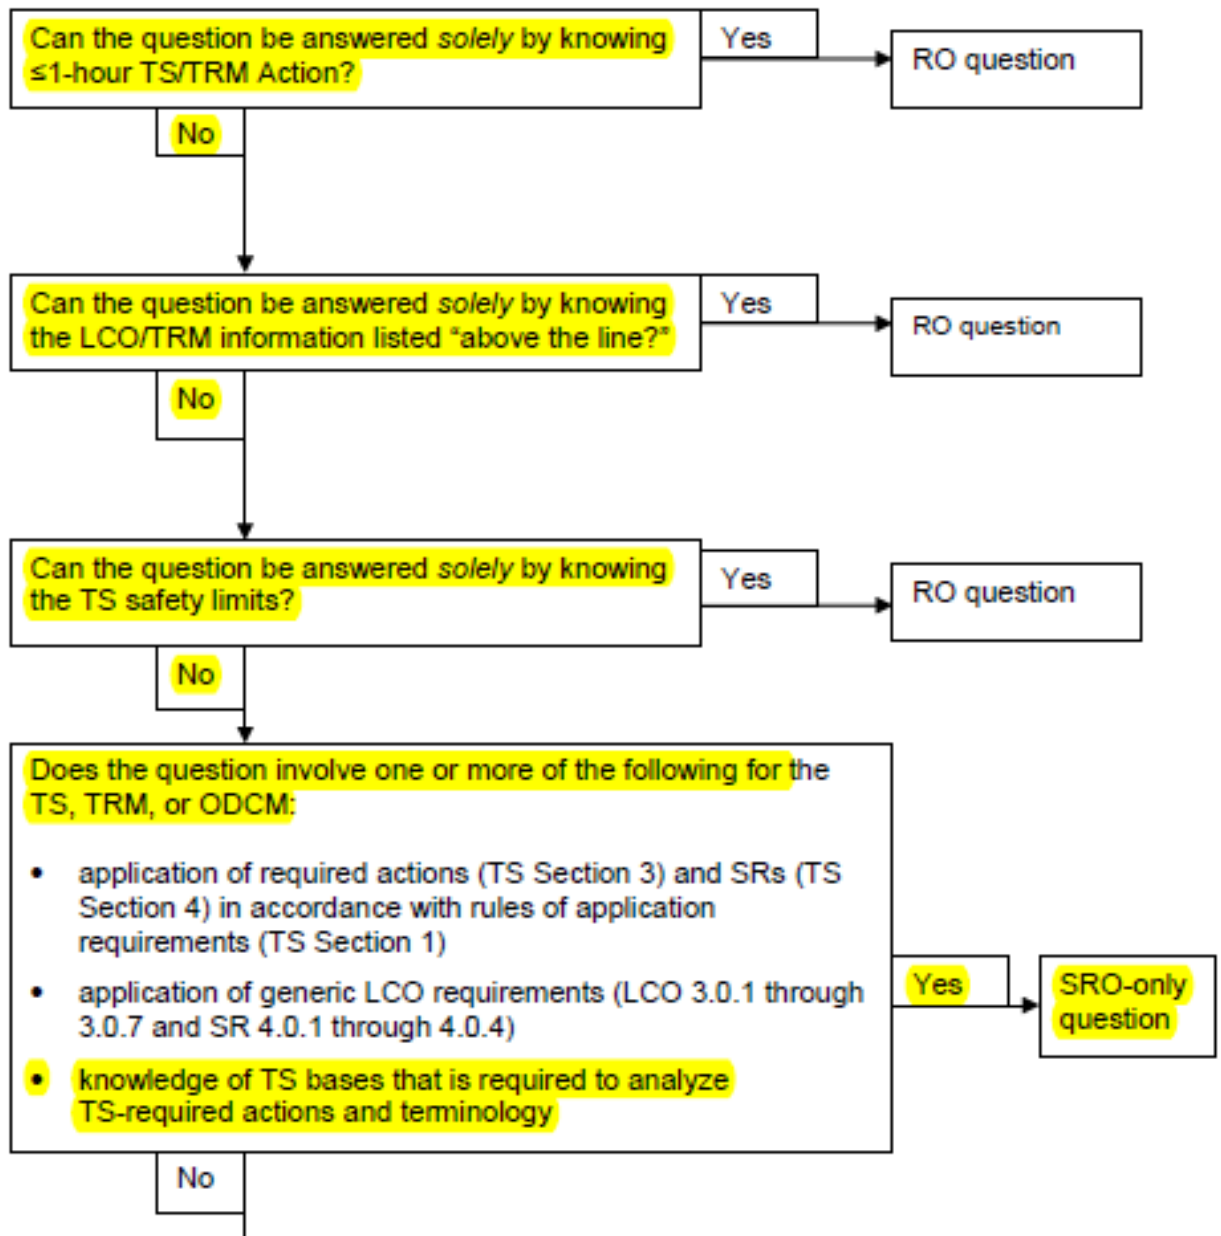 Can the question be answered solely by knowing
≤1-hour TS/TRM Action?
Yes
RO question
No
Can the question be answered solely by knowing
the LCO/TRM information listed “above the line?”
Yes
RO question
No
Can the question be answered solely by knowing
the TS safety limits?
Yes
RO question
No
Does the question involve one or more of the following for the
TS, TRM, or ODCM:
• application of required actions (TS Section 3) and SRs (TS
Section 4) in accordance with rules of application
requirements (TS Section 1)
• application of generic LCO requirements (LCO 3.0.1 through
3.0.7 and SR 4.0.1 through 4.0.4)
• knowledge of TS bases that is required to analyze
TS-required actions and terminology
Yes
SRO-only
question
No